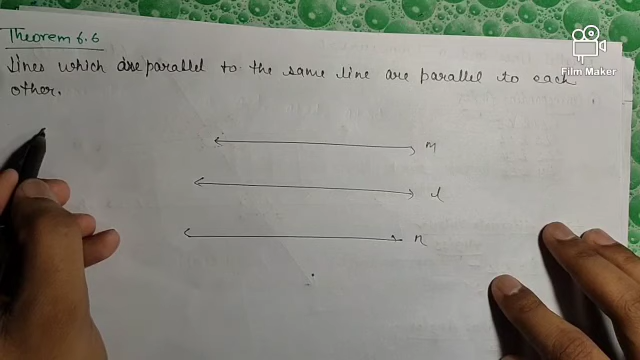 Theorem 6.6
Lines which are parallel to the same line are parallel to each
other.
Film Maker
m
l
n